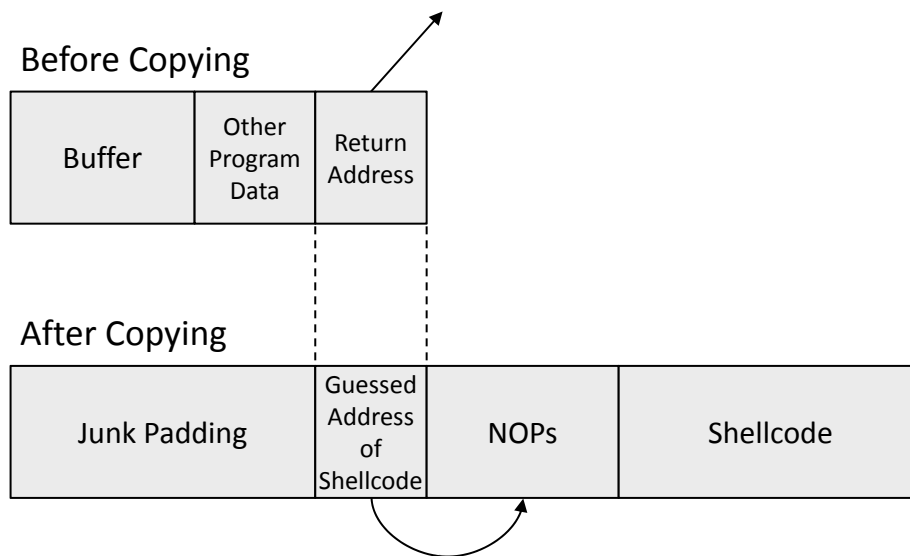 Before Copying
Buffer
Other
Program
Data
Return
Address
After Copying
Junk Padding
Guessed
Address
of
Shellcode
NOPs
Shellcode